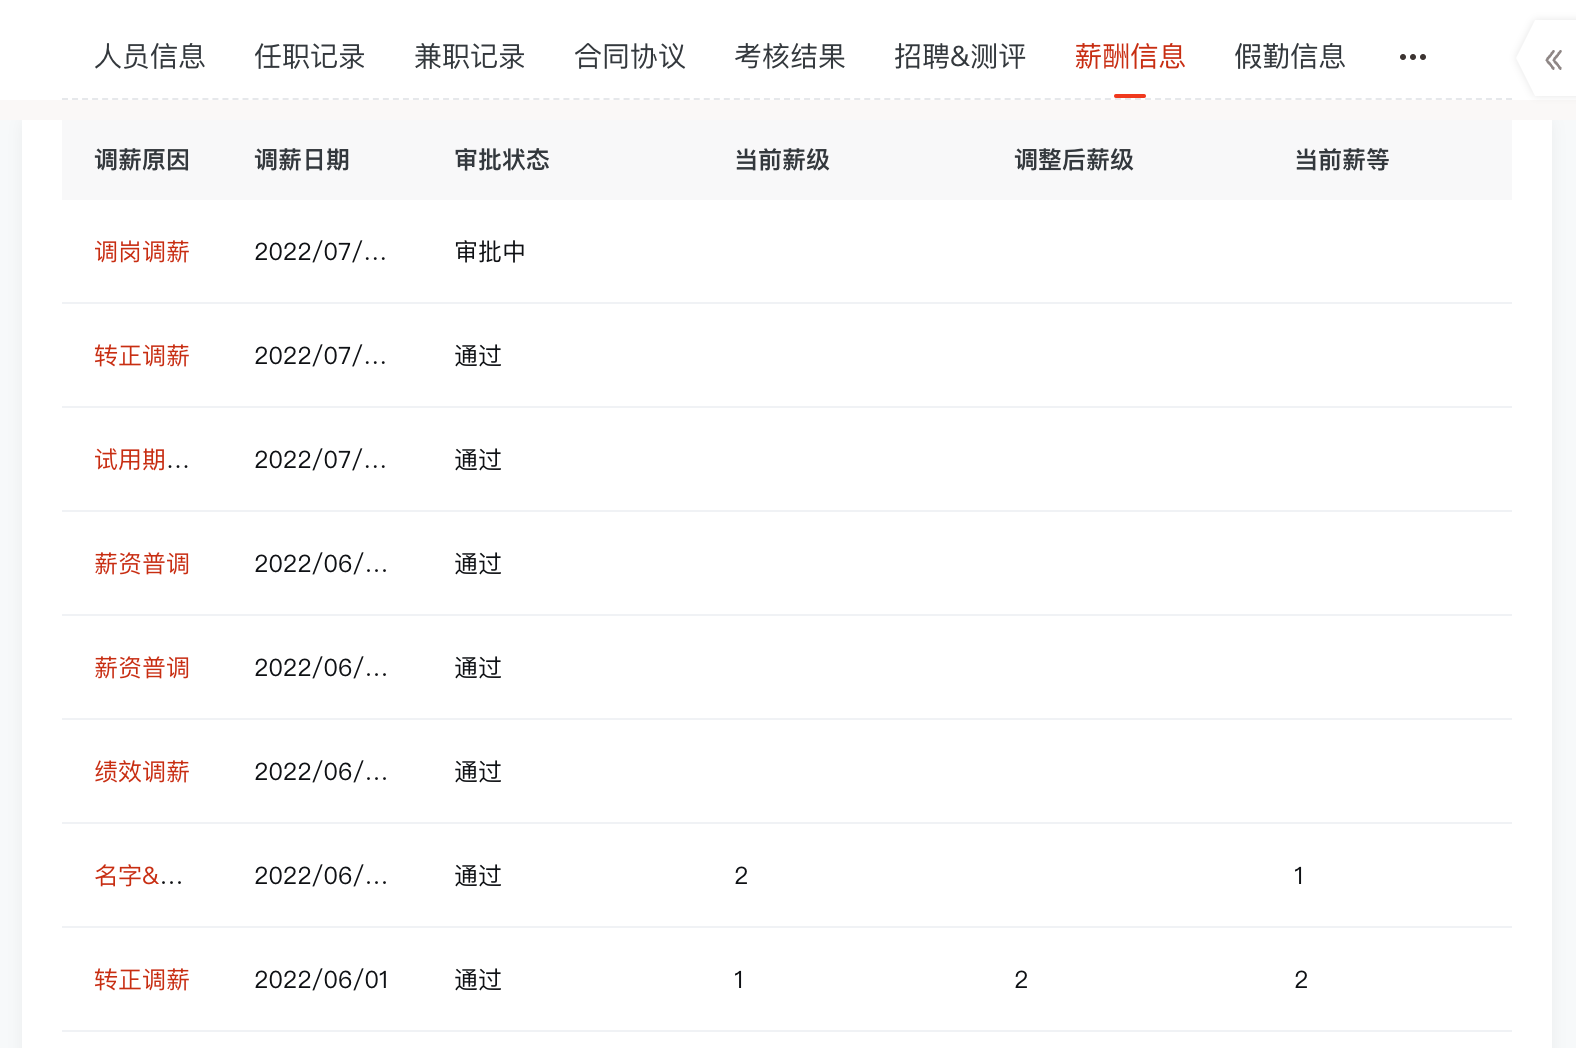 人员信息 任职记录 兼职记录 合同协议 考核结果 招聘&测评 薪酬信息 假勤信息 •••
调薪原因 调薪日期 审批状态 当前薪级 调整后薪级 当前薪等
调岗调薪 2022/07/... 审批中
转正调薪 2022/07/... 通过
试用期... 2022/07/... 通过
薪资普调 2022/06/... 通过
薪资普调 2022/06/... 通过
绩效调薪 2022/06/... 通过
名字&... 2022/06/... 通过 2 1
转正调薪 2022/06/01 通过 1 2 2